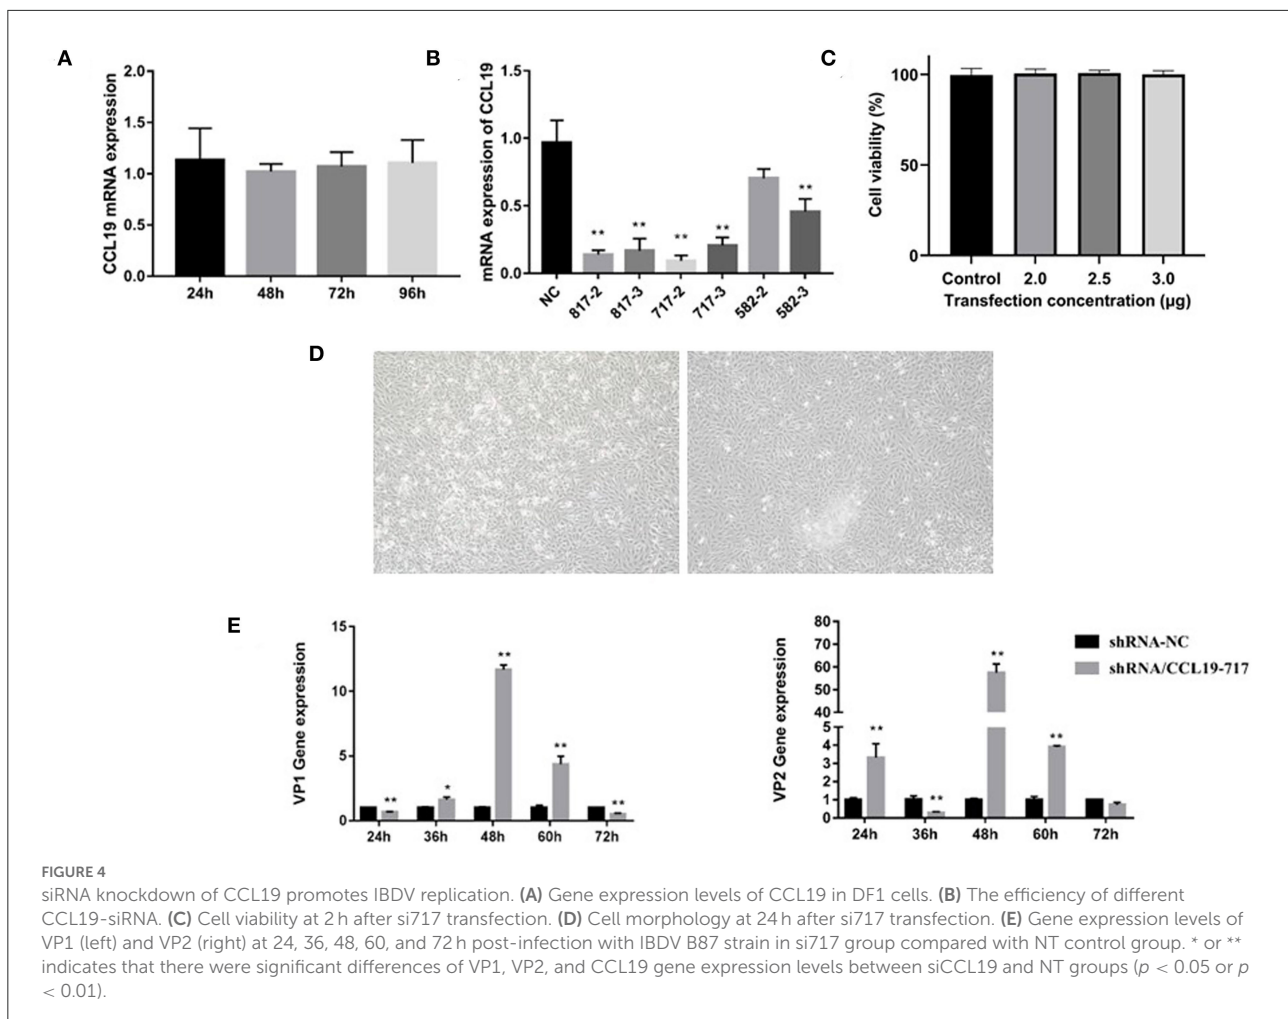 A
CCL19 mRNA expression
2.0
1.5
1.0
0.5
0.0
24h 48h 72h 96h
B
mRNA expression of CCL19
1.5
1.0
0.5
0.0
** ** ** ** **
NC 817-2 817-3 717-2 717-3 582-2 582-3
C
Cell viability (%)
100
50
0
Control 2.0 2.5 3.0
Transfection concentration (μg)
D
E
VP1 Gene expression
15
10
5
0
** * ** ** **
24h 36h 48h 60h 72h
VP2 Gene expression
80
70
60
50
40
5
4
3
2
1
0
** ** ** **
24h 36h 48h 60h 72h
shRNA-NC
shRNA/CCL19-717
FIGURE 4
siRNA knockdown of CCL19 promotes IBDV replication. (A) Gene expression levels of CCL19 in DF1 cells. (B) The efficiency of different
CCL19-siRNA. (C) Cell viability at 2 h after si717 transfection. (D) Cell morphology at 24 h after si717 transfection. (E) Gene expression levels of
VP1 (left) and VP2 (right) at 24, 36, 48, 60, and 72 h post-infection with IBDV B87 strain in si717 group compared with NT control group. * or **
indicates that there were significant differences of VP1, VP2, and CCL19 gene expression levels between siCCL19 and NT groups (p < 0.05 or p
< 0.01).